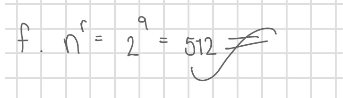 f. n^r = 2^9 = 512